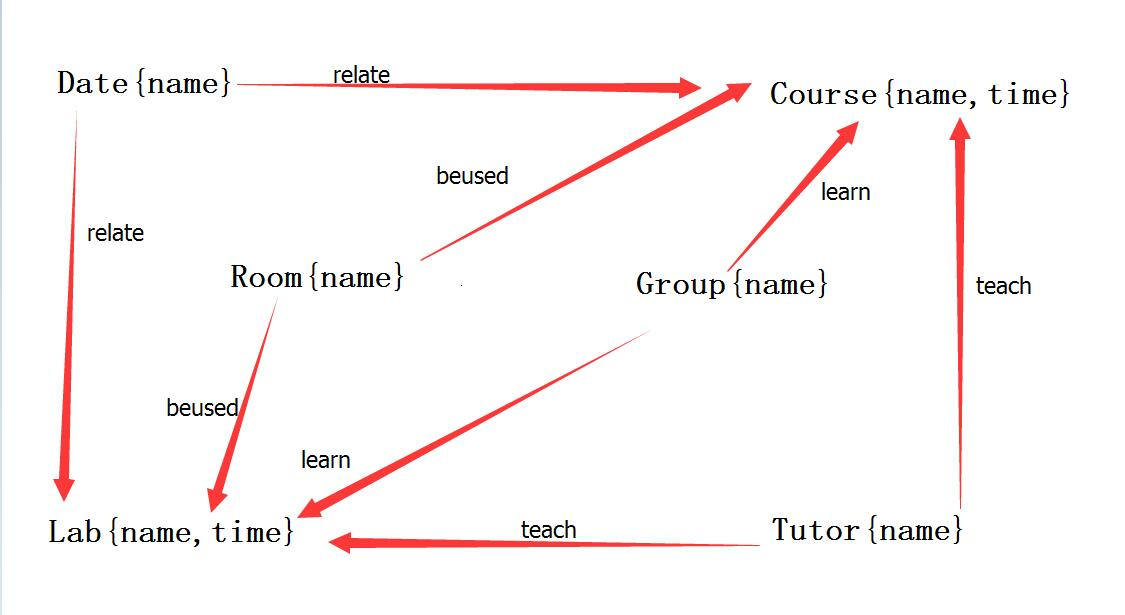 Date{name}
relate
Course{name, time}
beused
learn
relate
Room{name}
Group{name}
teach
beused
learn
Lab{name, time}
teach
Tutor{name}